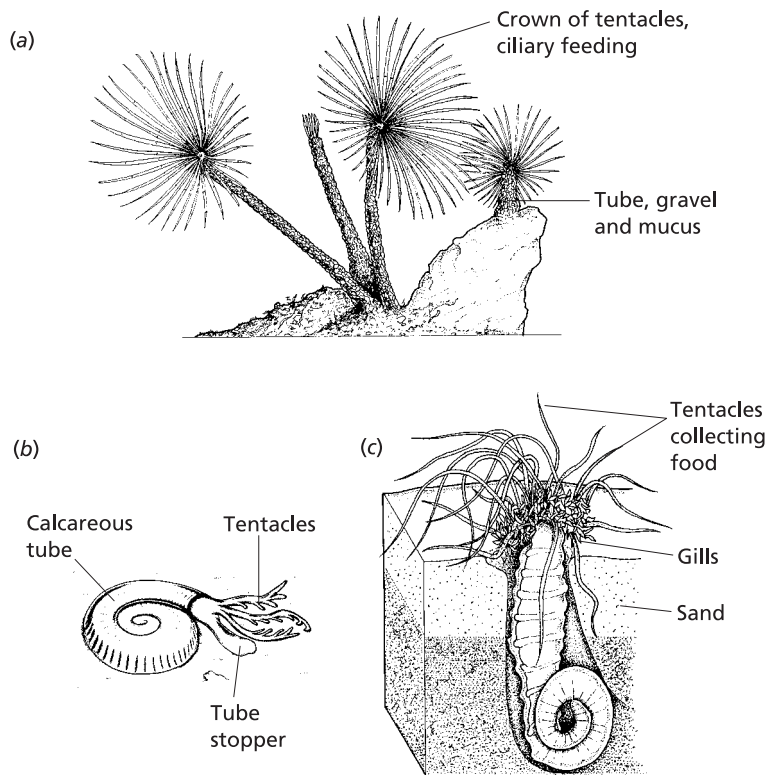 (a)
Crown of tentacles,
ciliary feeding
Tube, gravel
and mucus
(b)
Calcareous
tube
Tentacles
Tube
stopper
(c)
Tentacles
collecting
food
Gills
Sand